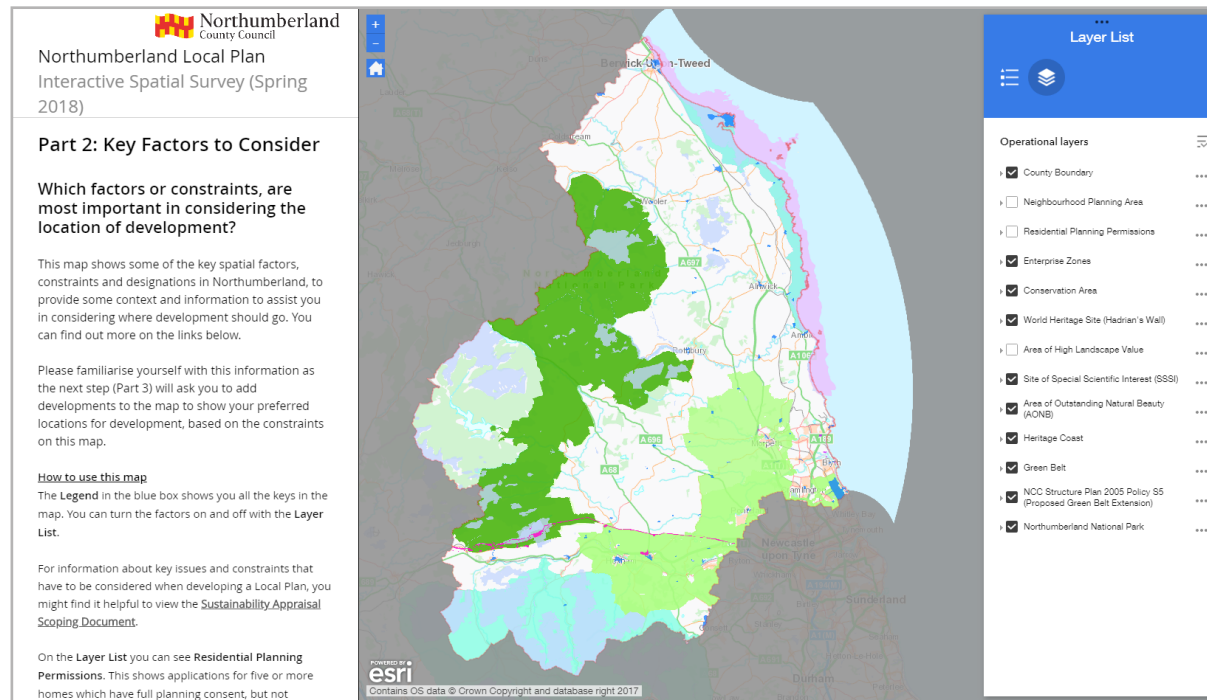 Northumberland
County Council
Northumberland Local Plan
Interactive Spatial Survey (Spring
2018)
Part 2: Key Factors to Consider
Which factors or constraints, are
most important in considering the
location of development?
This map shows some of the key spatial factors,
constraints and designations in Northumberland, to
provide some context and information to assist you
in considering where development should go. You
can find out more on the links below.
Please familiarise yourself with this information as
the next step (Part 3) will ask you to add
developments to the map to show your preferred
locations for development, based on the constraints
on this map.
How to use this map
The Legend in the blue box shows you all the keys in the
map. You can turn the factors on and off with the Layer
List.
For information about key issues and constraints that
have to be considered when developing a Local Plan, you
might find it helpful to view the Sustainability Appraisal
Scoping Document.
On the Layer List you can see Residential Planning
Permissions. This shows applications for five or more
homes which have full planning consent, but not
+
−
Berwick-Upon-Tweed
Wooler
A697
Northumberland
National Park
Alnwick
Rothbury
A696
A68
A189
Newcastle
upon Tyne
Sunderland
Durham
POWERED BY
esri
Contains OS data © Crown Copyright and database right 2017
Layer List
Operational layers
County Boundary
Neighbourhood Planning Area
Residential Planning Permissions
Enterprise Zones
Conservation Area
World Heritage Site (Hadrian's Wall)
Area of High Landscape Value
Site of Special Scientific Interest (SSSI)
Area of Outstanding Natural Beauty
(AONB)
Heritage Coast
Green Belt
NCC Structure Plan 2005 Policy S5
(Proposed Green Belt Extension)
Northumberland National Park